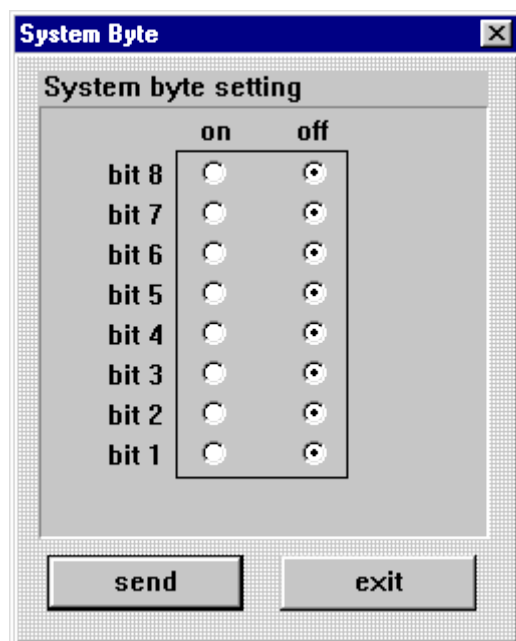 System Byte
System byte setting
on off
bit 8
bit 7
bit 6
bit 5
bit 4
bit 3
bit 2
bit 1
send exit